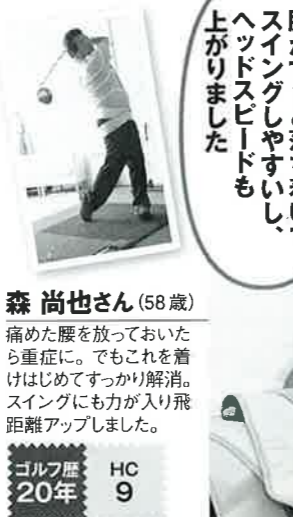 スイングしやすいし、
ヘッドスピードも
上がりました
森 尚也さん(58歳)
痛めた腰を放っておいた
ら重症に。でもこれを着
けはじめてすっかり解消。
スイングにも力が入り飛
距離アップしました。
ゴルフ歴
20年
HC
9